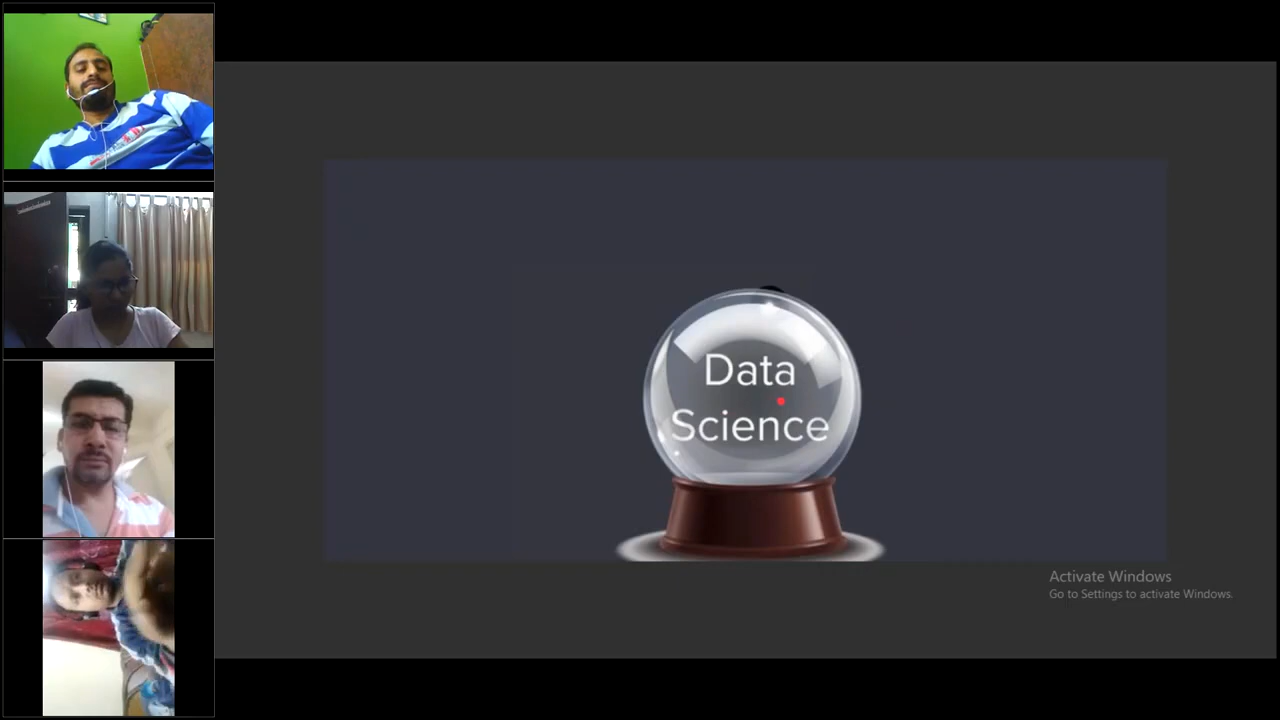 Data
Science
Activate Windows
Go to Settings to activate Windows.